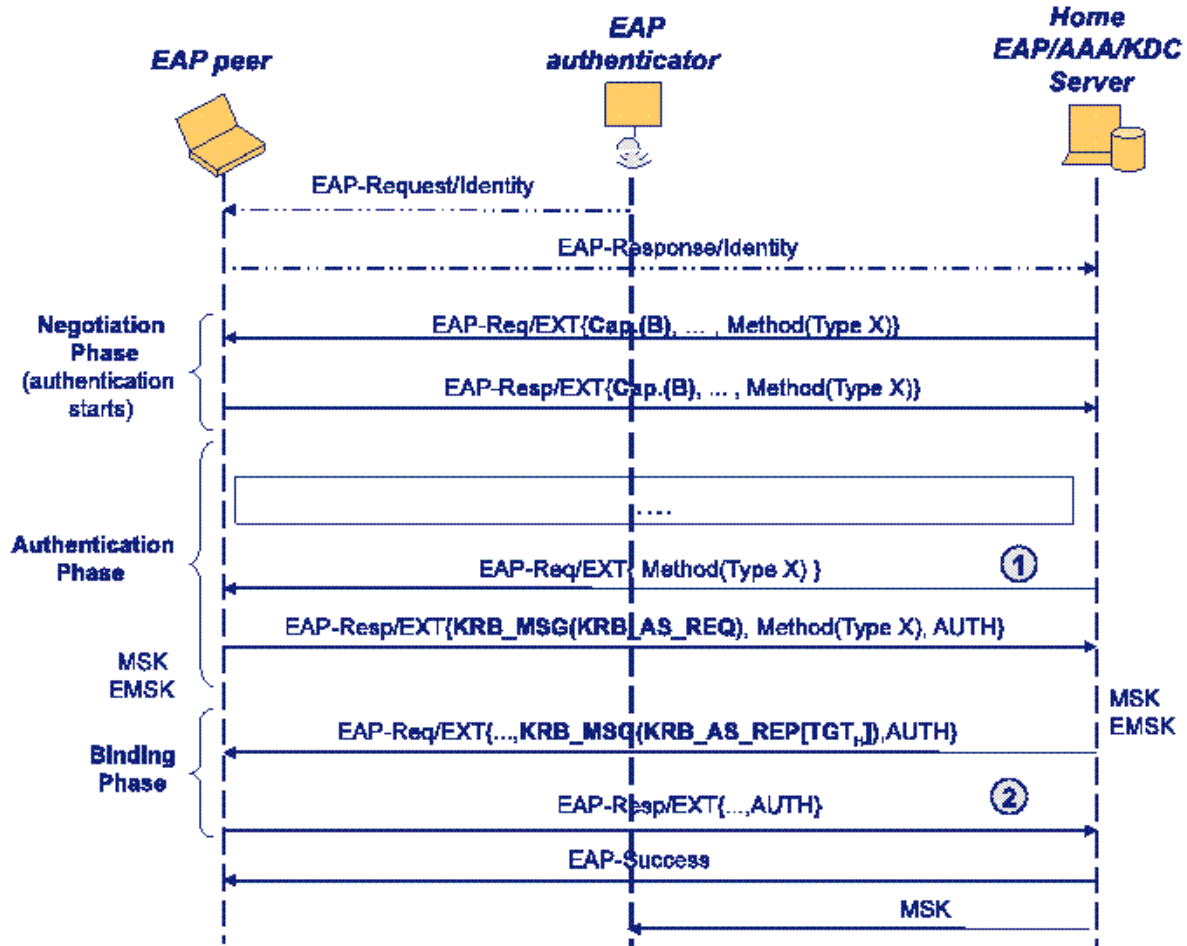 EAP peer
EAP
authenticator
Home
EAP/AAA/KDC
Server
EAP-Request/Identity
EAP-Response/Identity
Negotiation
Phase
(authentication
starts)
EAP-Req/EXT{Cap.(B), ... , Method(Type X)}
EAP-Resp/EXT{Cap.(B), ... , Method(Type X)}
Authentication
Phase
....
EAP-Req/EXT{ Method(Type X) }
1
EAP-Resp/EXT{KRB_MSG(KRB_AS_REQ), Method(Type X), AUTH}
MSK
EMSK
MSK
EMSK
Binding
Phase
EAP-Req/EXT{...,KRB_MSG(KRB_AS_REP[TGT_H]),AUTH}
EAP-Resp/EXT{...,AUTH}
2
EAP-Success
MSK